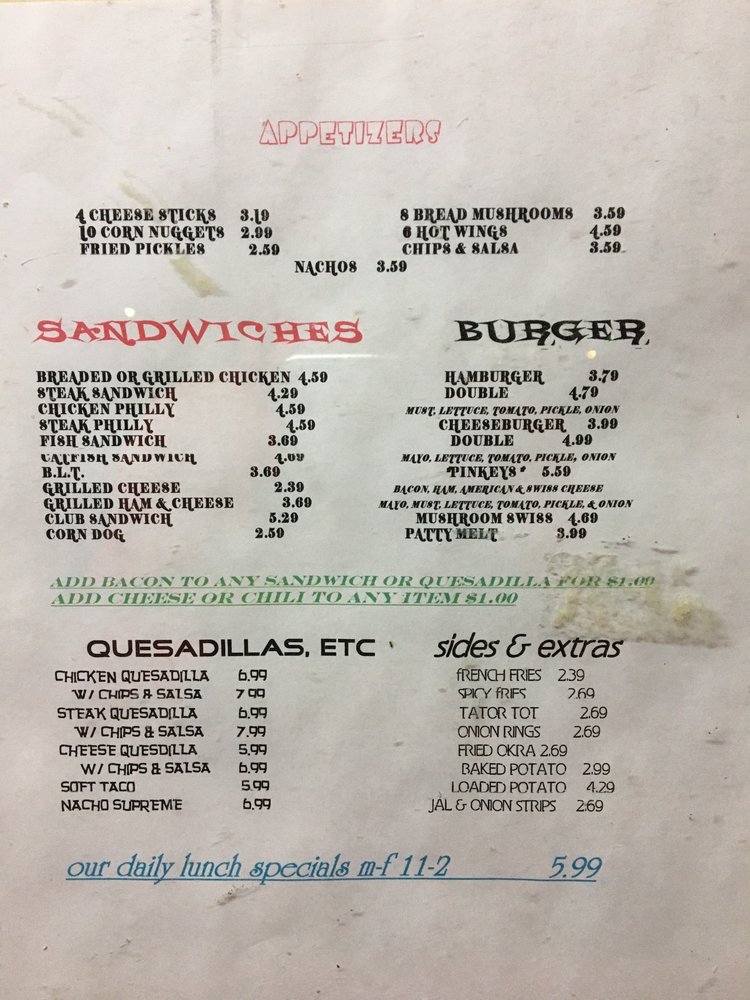 APPETIZERS
4 CHEESE STICKS 3.19
10 CORN NUGGETS 2.99
FRIED PICKLES 2.59
8 BREAD MUSHROOMS 3.59
6 HOT WINGS 4.59
CHIPS & SALSA 3.59
NACHOS 3.59
SANDWICHES
BREADED OR GRILLED CHICKEN 4.59
STEAK SANDWICH 4.29
CHICKEN PHILLY 4.59
STEAK PHILLY 4.59
FISH SANDWICH 3.69
CATFISH SANDWICH
B.L.T. 3.69
GRILLED CHEESE 2.39
GRILLED HAM & CHEESE 3.69
CLUB SANDWICH 5.29
CORN DOG 2.59
BURGER
HAMBURGER 3.79
DOUBLE 4.79
MUST, LETTUCE, TOMATO, PICKLE, ONION
CHEESEBURGER 3.99
DOUBLE 4.99
MAYO, LETTUCE, TOMATO, PICKLE, ONION
"PINKEYS" 5.59
BACON, HAM, AMERICAN & SWISS CHEESE
MAYO, MUST, LETTUCE, TOMATO, PICKLE, & ONION
MUSHROOM SWISS 4.69
PATTY MELT 3.99
ADD BACON TO ANY SANDWICH OR QUESADILLA FOR $1.00
ADD CHEESE OR CHILI TO ANY ITEM $1.00
QUESADILLAS, ETC
CHICKEN QUESADILLA 6.99
W/ CHIPS & SALSA 7.99
STEAK QUESADILLA 6.99
W/ CHIPS & SALSA 7.99
CHEESE QUESDILLA 5.99
W/ CHIPS & SALSA 6.99
SOFT TACO 5.99
NACHO SUPREME 6.99
sides & extras
fRENCH FRIES 2.39
SPICY fRIES 2.69
TATOR TOT 2.69
ONION RINGS 2.69
FRIED OKRA 2.69
BAKED POTATO 2.99
LOADED POTATO 4.29
JAL & ONION STRIPS 2.69
our daily lunch specials m-f 11-2 5.99